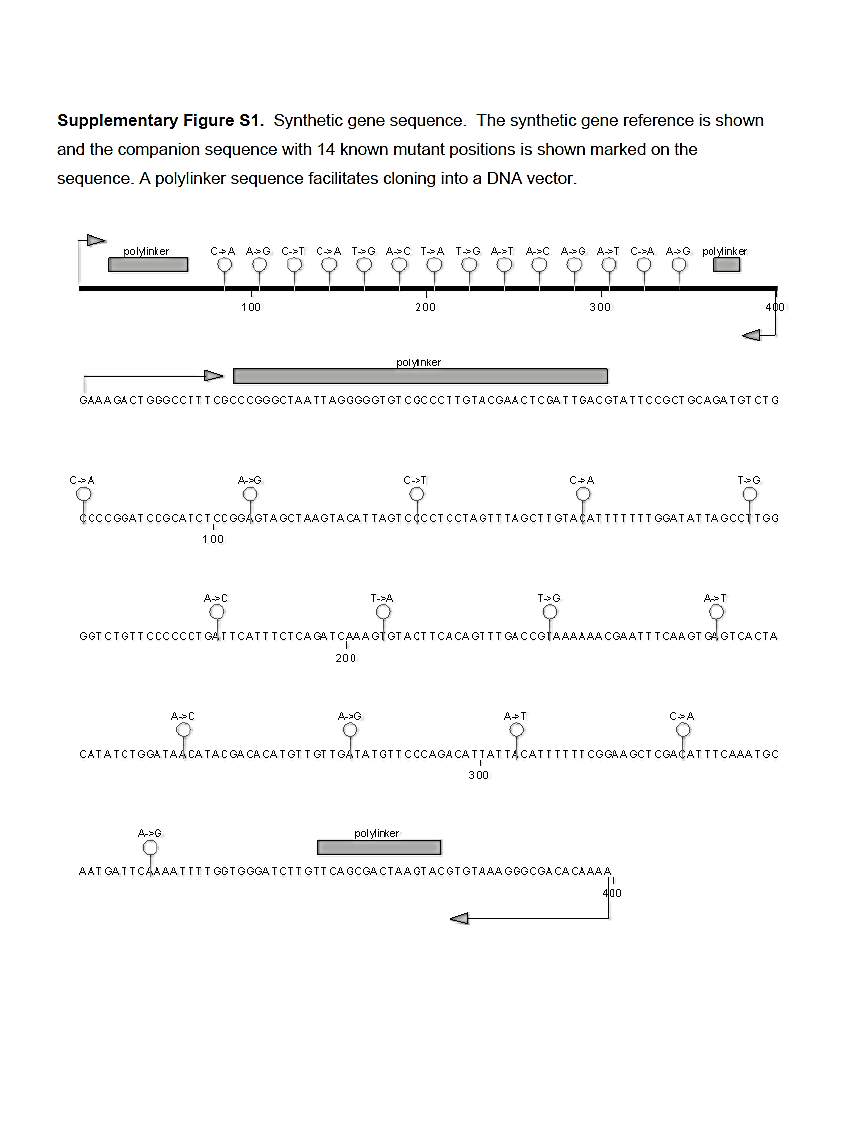 Supplementary Figure S1. Synthetic gene sequence. The synthetic gene reference is shown
and the companion sequence with 14 known mutant positions is shown marked on the
sequence. A polylinker sequence facilitates cloning into a DNA vector.
polylinker C->A A->G C->T C->A T->G A->C T->A T->G A->T A->C A->G A->T C->A A->G polylinker
100 200 300 400
polylinker
GAAAGACTGGGCCTTTCGCCCGGGCTAATTAGGGGGTGTCGCCCTTGTACGAACTCGATTGACGTATTCCGCTGCAGATGTCTG
C->A A->G C->T C->A T->G
CCCCGGATCCGCATCTCCGGAGTAGCTAAGTACATTAGTCCCCTCCTAGTTTAGCTTGTACATTTTTTTGGATATTAGCCTTGG
100
A->C T->A T->G A->T
GGTCTGTTCCCCCCTGATTCATTTCTCAGATCAAAGTGTACTTCACAGTTTGACCGTAAAAAACGAATTTCAAGTGAGTCACTA
200
A->C A->G A->T C->A
CATATCTGGATAACATACGACACATGTTGTTGATATGTTCCCAGACATTATTACATTTTTTCGGAAGCTCGACATTTCAAATGC
300
A->G polylinker
AATGATTCAAAATTTTGGTGGGATCTTGTTCAGCGACTAAGTACGTGTAAAGGGCGACACAAAA
400